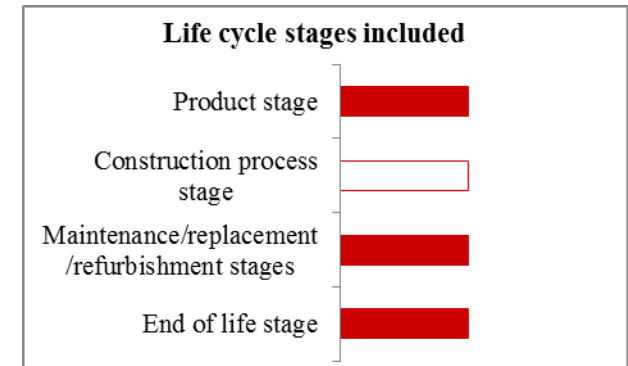 Life cycle stages included
Product stage
Construction process
stage
Maintenance/replacement
/refurbishment stages
End of life stage